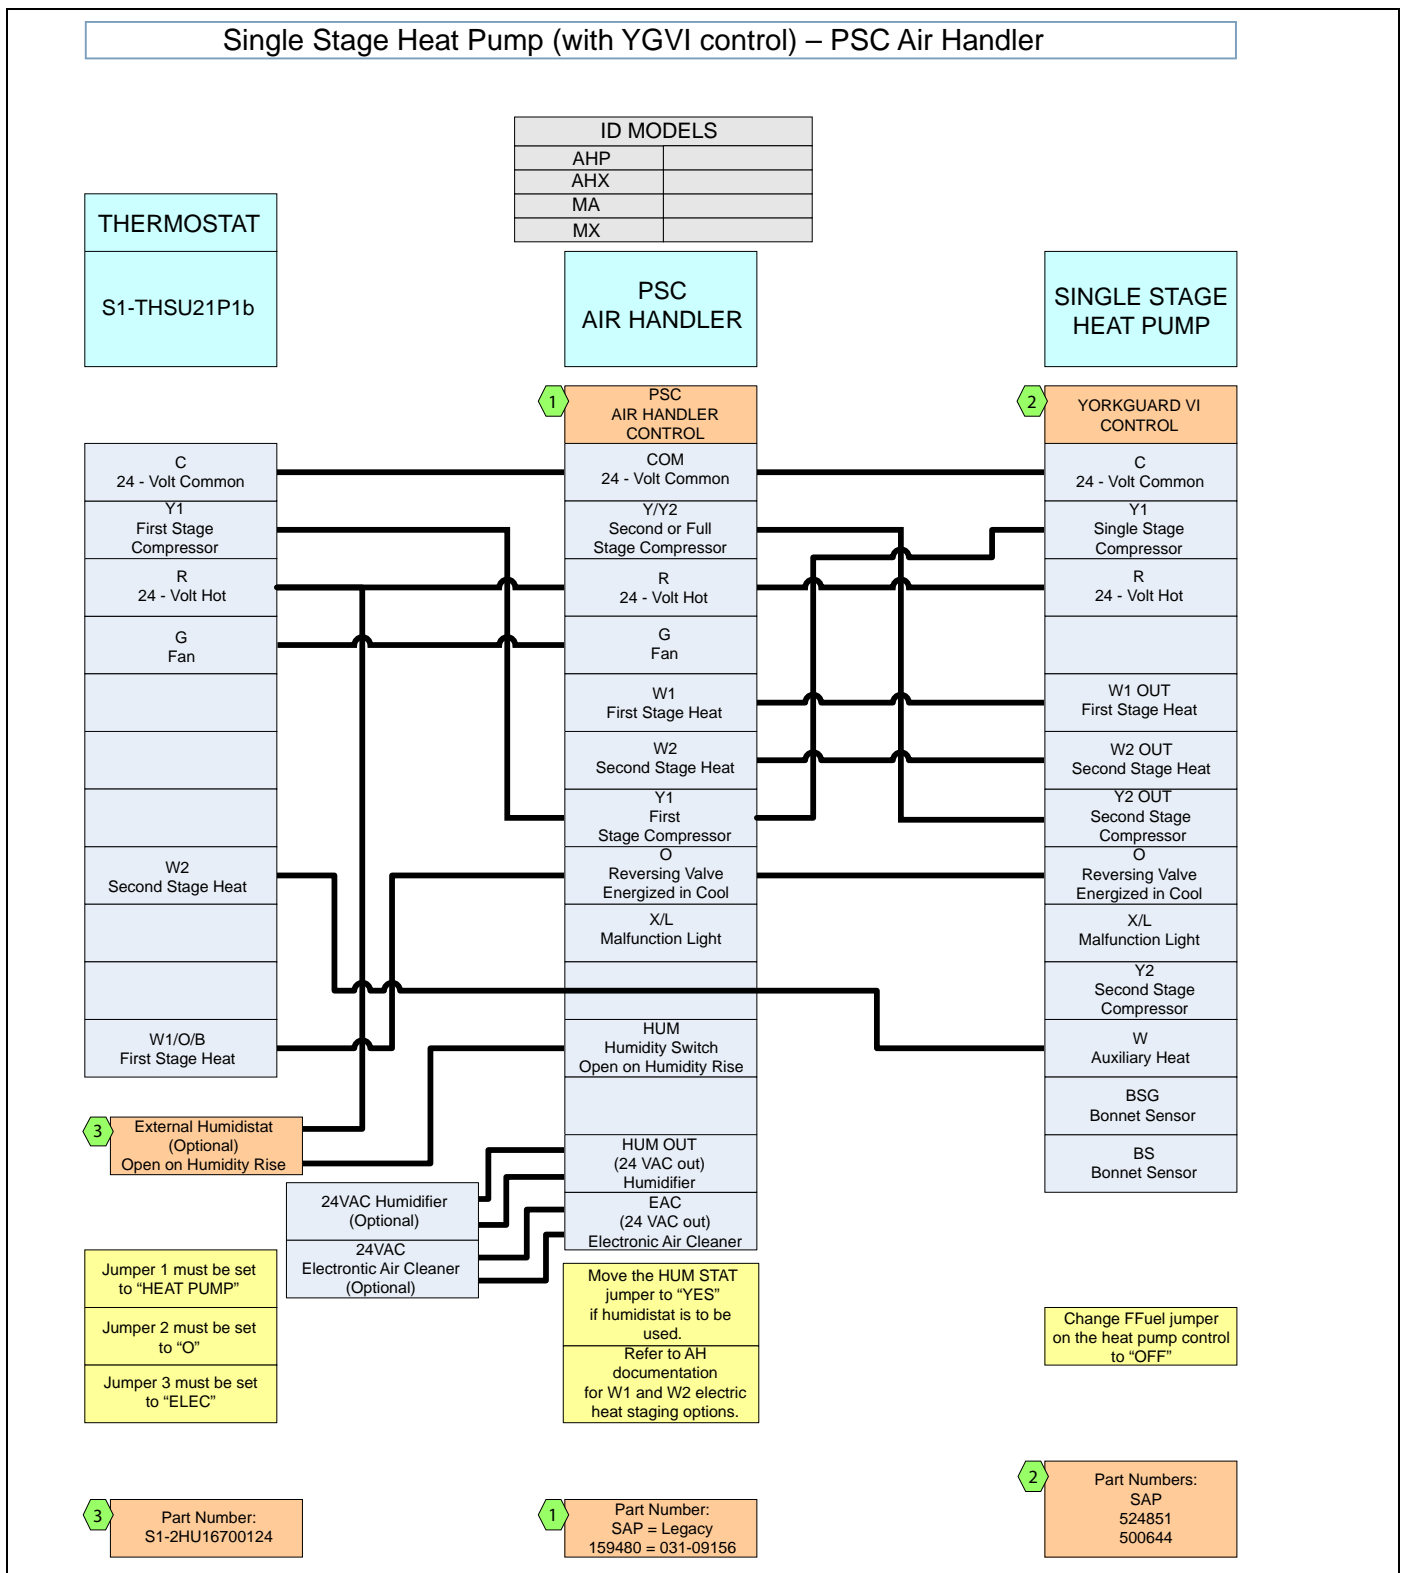 Single Stage Heat Pump (with YGVI control) – PSC Air Handler
ID MODELS
AHP
AHX
MA
MX
THERMOSTAT
S1-THSU21P1b
PSC
AIR HANDLER
SINGLE STAGE
HEAT PUMP
1
PSC
AIR HANDLER
CONTROL
2
YORKGUARD VI
CONTROL
C
24 - Volt Common
Y1
First Stage
Compressor
R
24 - Volt Hot
G
Fan
W2
Second Stage Heat
W1/O/B
First Stage Heat
COM
24 - Volt Common
Y/Y2
Second or Full
Stage Compressor
R
24 - Volt Hot
G
Fan
W1
First Stage Heat
W2
Second Stage Heat
Y1
First
Stage Compressor
O
Reversing Valve
Energized in Cool
X/L
Malfunction Light
HUM
Humidity Switch
Open on Humidity Rise
HUM OUT
(24 VAC out)
Humidifier
EAC
(24 VAC out)
Electronic Air Cleaner
C
24 - Volt Common
Y1
Single Stage
Compressor
R
24 - Volt Hot
W1 OUT
First Stage Heat
W2 OUT
Second Stage Heat
Y2 OUT
Second Stage
Compressor
O
Reversing Valve
Energized in Cool
X/L
Malfunction Light
Y2
Second Stage
Compressor
W
Auxiliary Heat
BSG
Bonnet Sensor
BS
Bonnet Sensor
3
External Humidistat
(Optional)
Open on Humidity Rise
24VAC Humidifier
(Optional)
24VAC
Electrontic Air Cleaner
(Optional)
Jumper 1 must be set
to “HEAT PUMP”
Jumper 2 must be set
to “O”
Jumper 3 must be set
to “ELEC”
Move the HUM STAT
jumper to “YES”
if humidistat is to be
used.
Refer to AH
documentation
for W1 and W2 electric
heat staging options.
Change FFuel jumper
on the heat pump control
to “OFF”
3
Part Number:
S1-2HU16700124
1
Part Number:
SAP = Legacy
159480 = 031-09156
2
Part Numbers:
SAP
524851
500644